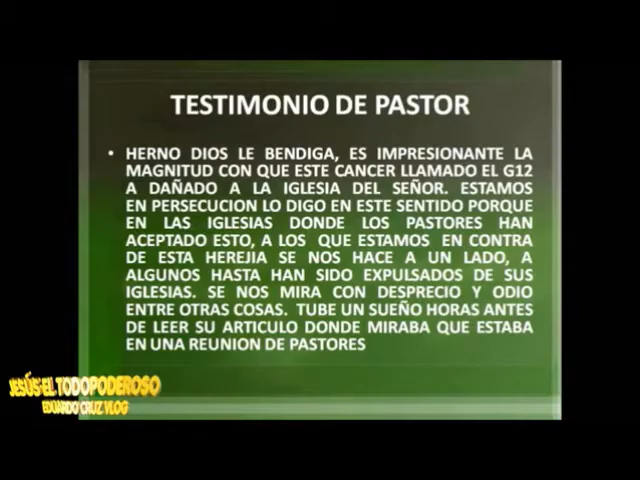 TESTIMONIO DE PASTOR
• HERNO DIOS LE BENDIGA, ES IMPRESIONANTE LA
MAGNITUD CON QUE ESTE CANCER LLAMADO EL G12
A DAÑADO A LA IGLESIA DEL SEÑOR. ESTAMOS
EN PERSECUCION LO DIGO EN ESTE SENTIDO PORQUE
EN LAS IGLESIAS DONDE LOS PASTORES HAN
ACEPTADO ESTO, A LOS QUE ESTAMOS EN CONTRA
DE ESTA HEREJIA SE NOS HACE A UN LADO, A
ALGUNOS HASTA HAN SIDO EXPULSADOS DE SUS
IGLESIAS. SE NOS MIRA CON DESPRECIO Y ODIO
ENTRE OTRAS COSAS. TUBE UN SUEÑO HORAS ANTES
DE LEER SU ARTICULO DONDE MIRABA QUE ESTABA
EN UNA REUNION DE PASTORES
JESÚS EL TODOPODEROSO
EDUARDO CRUZ VLOG